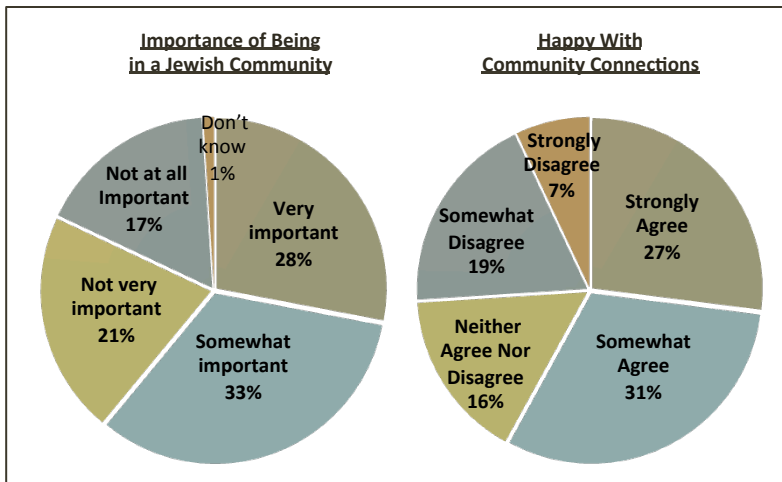 Importance of Being
in a Jewish Community
Don't
know
1%
Very
important
28%
Somewhat
important
33%
Not very
important
21%
Not at all
Important
17%
Happy With
Community Connections
Strongly
Disagree
7%
Strongly
Agree
27%
Somewhat
Agree
31%
Neither
Agree Nor
Disagree
16%
Somewhat
Disagree
19%